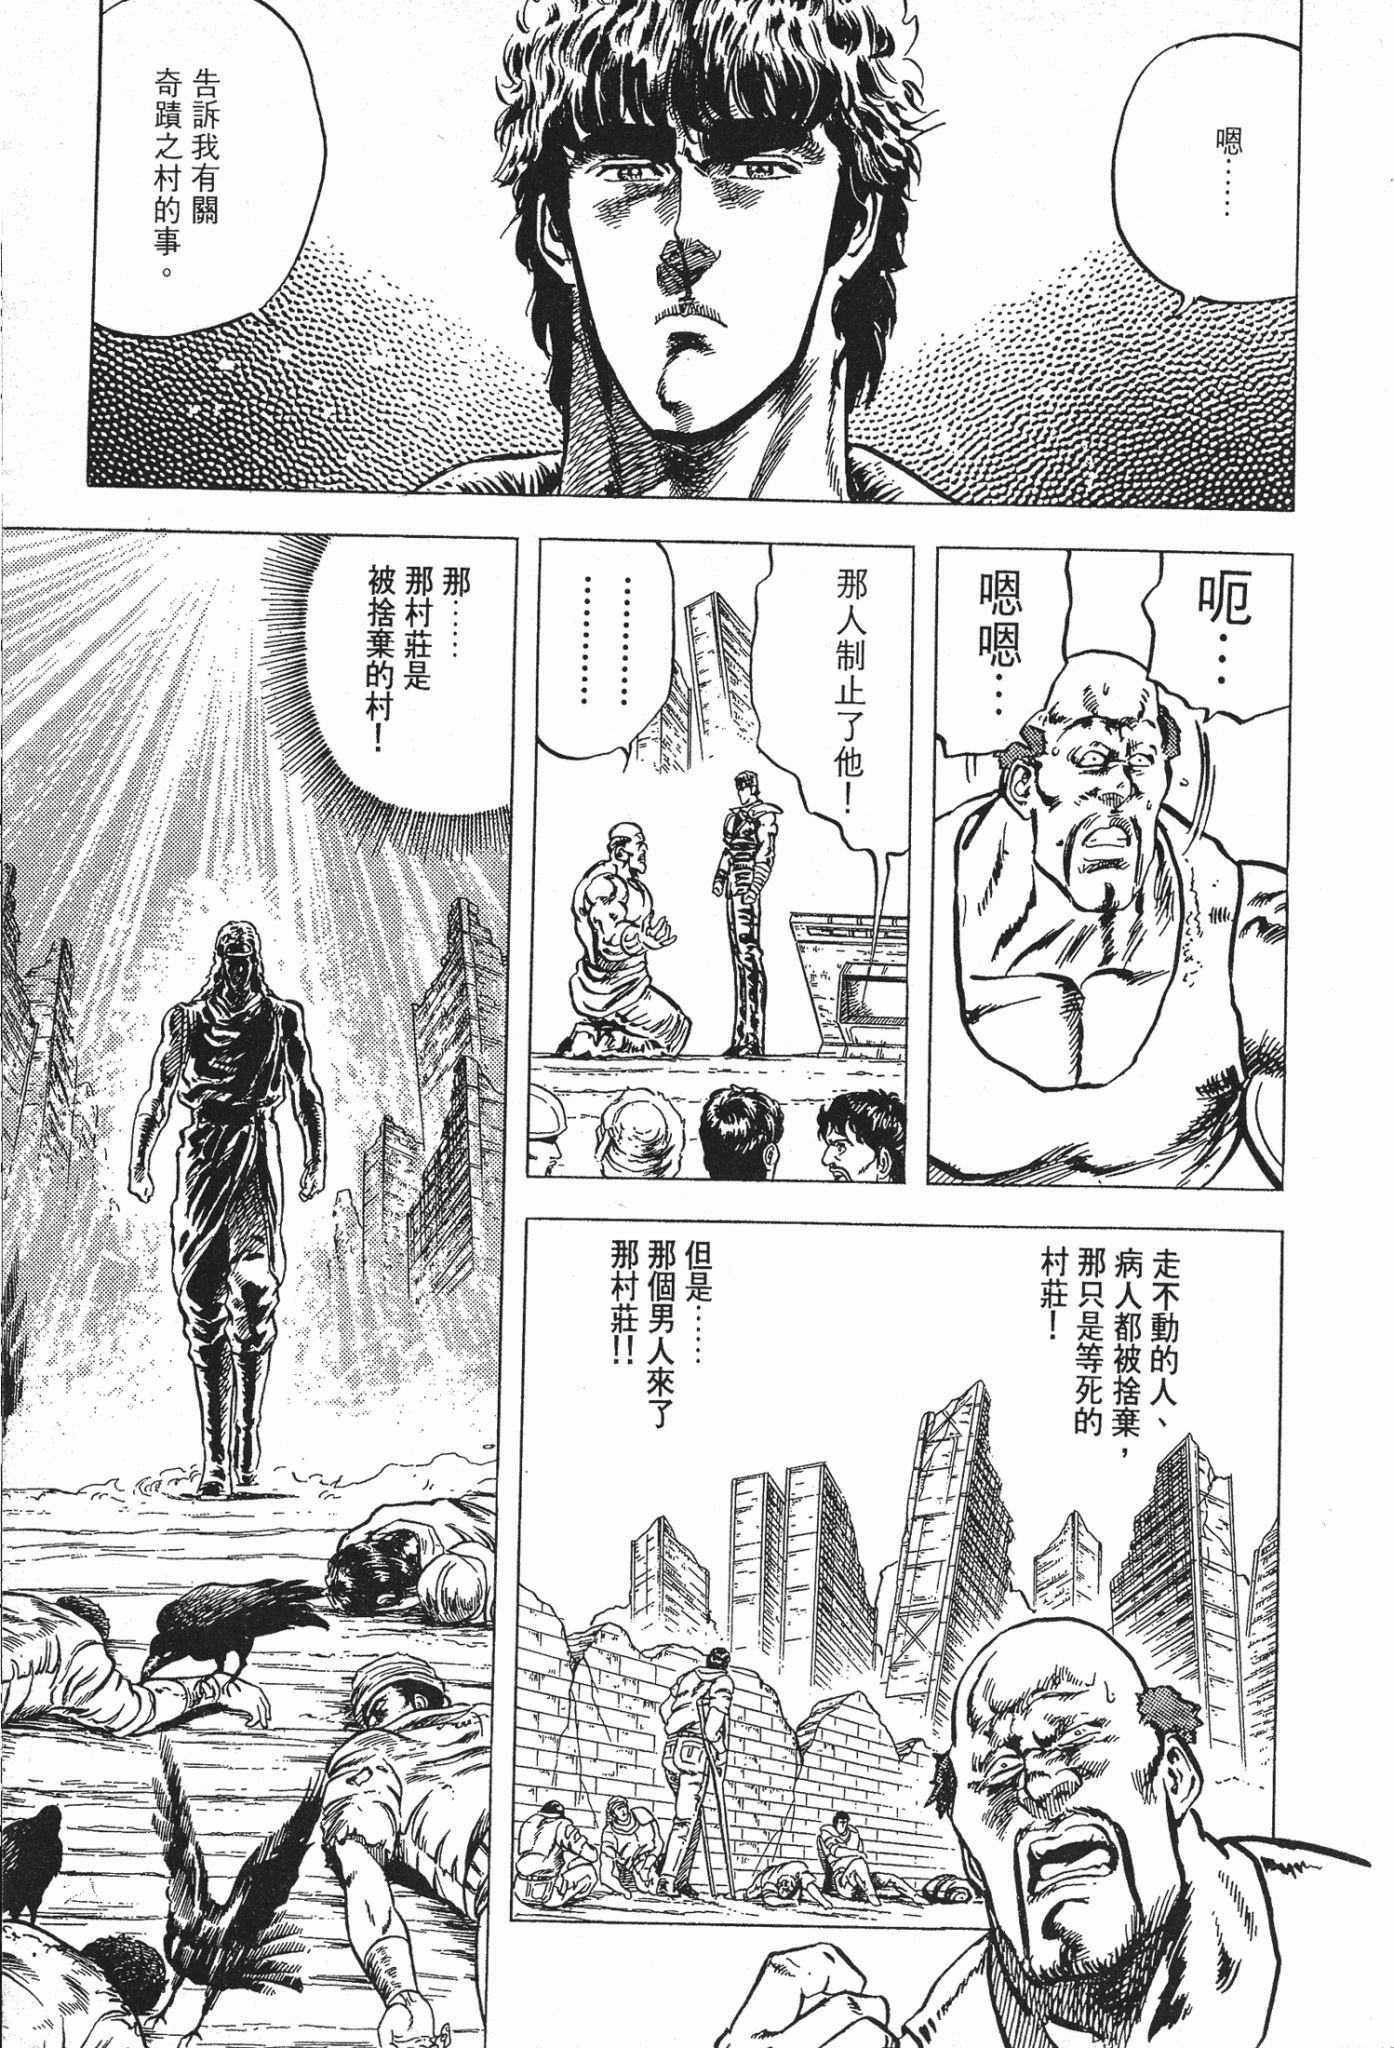 嗯……
告訴我有關
奇蹟之村的事。
呃…
嗯嗯…
那人制止了他！
………
………
那……
那村莊是
被捨棄的村！
走不動的人、
病人都被捨棄，
那只是等死的
村莊！
但是……
那個男人來了
那村莊!!